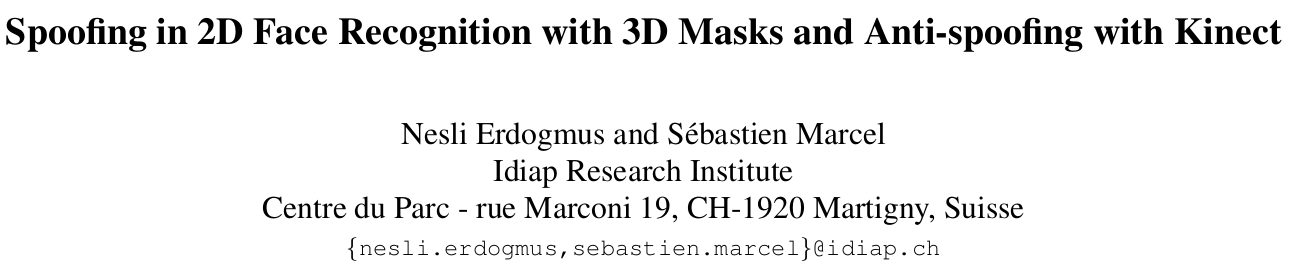 Spoofing in 2D Face Recognition with 3D Masks and Anti-spoofing with Kinect
Nesli Erdogmus and Sébastien Marcel
Idiap Research Institute
Centre du Parc - rue Marconi 19, CH-1920 Martigny, Suisse
{nesli.erdogmus,sebastien.marcel}@idiap.ch